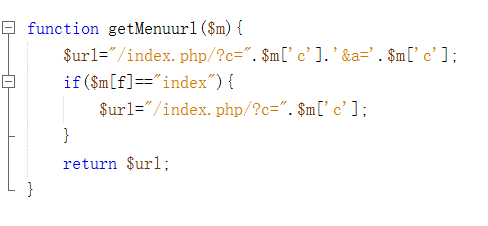 function getMenuurl($m){
$url="/index.php/?c=".$m['c'].'&a='.$m['c'];
if($m[f]=="index"){
$url="/index.php/?c=".$m['c'];
}
return $url;
}